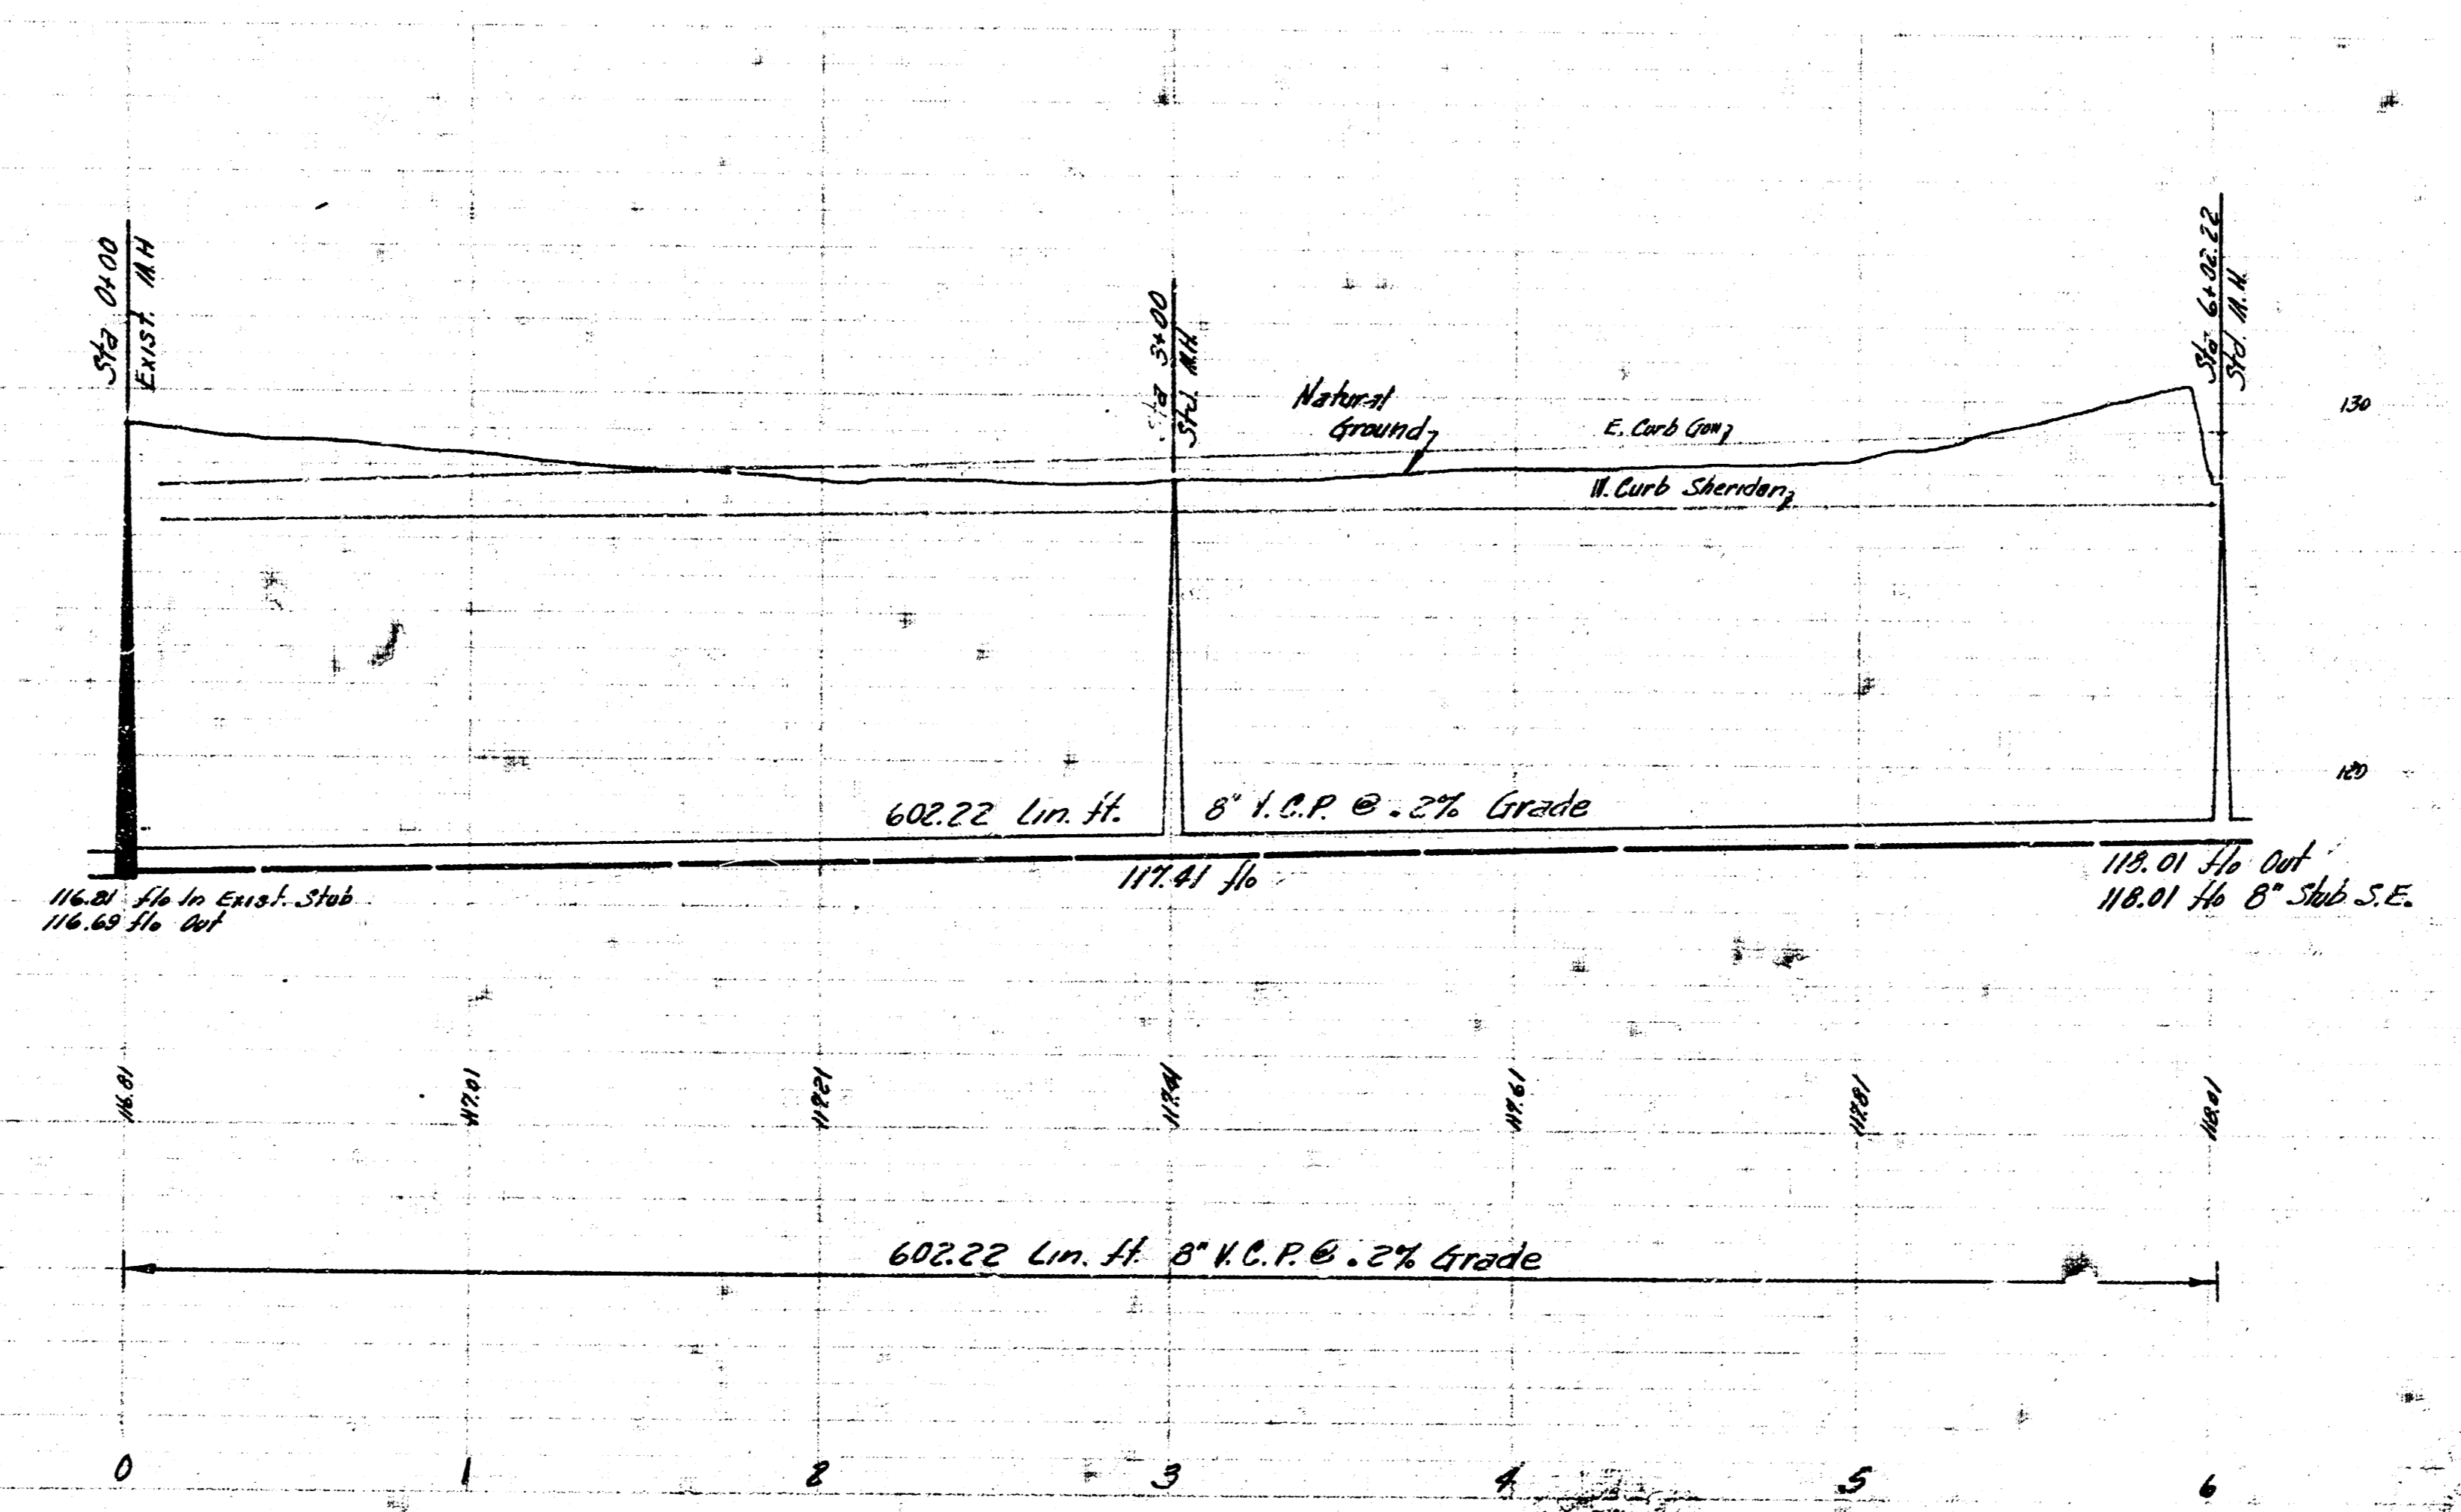 Sta 0+00
Exist. M.H
Sta 3+00
Std. M.H.
Sta 6+02.22
Std. M.H.
Natural
Ground
E. Curb Gow
130
W. Curb Sheridan
120
602.22 Lin. ft. 8" V.C.P. @ .2% Grade
116.81 flo In Exist. Stub
116.69 flo Out
117.41 flo
118.01 flo Out
118.01 flo 8" Stub S.E.
116.81 117.01 117.21 117.41 117.61 117.81 118.01
602.22 Lin. ft. 8" V.C.P. @ .2% Grade
0 1 2 3 4 5 6